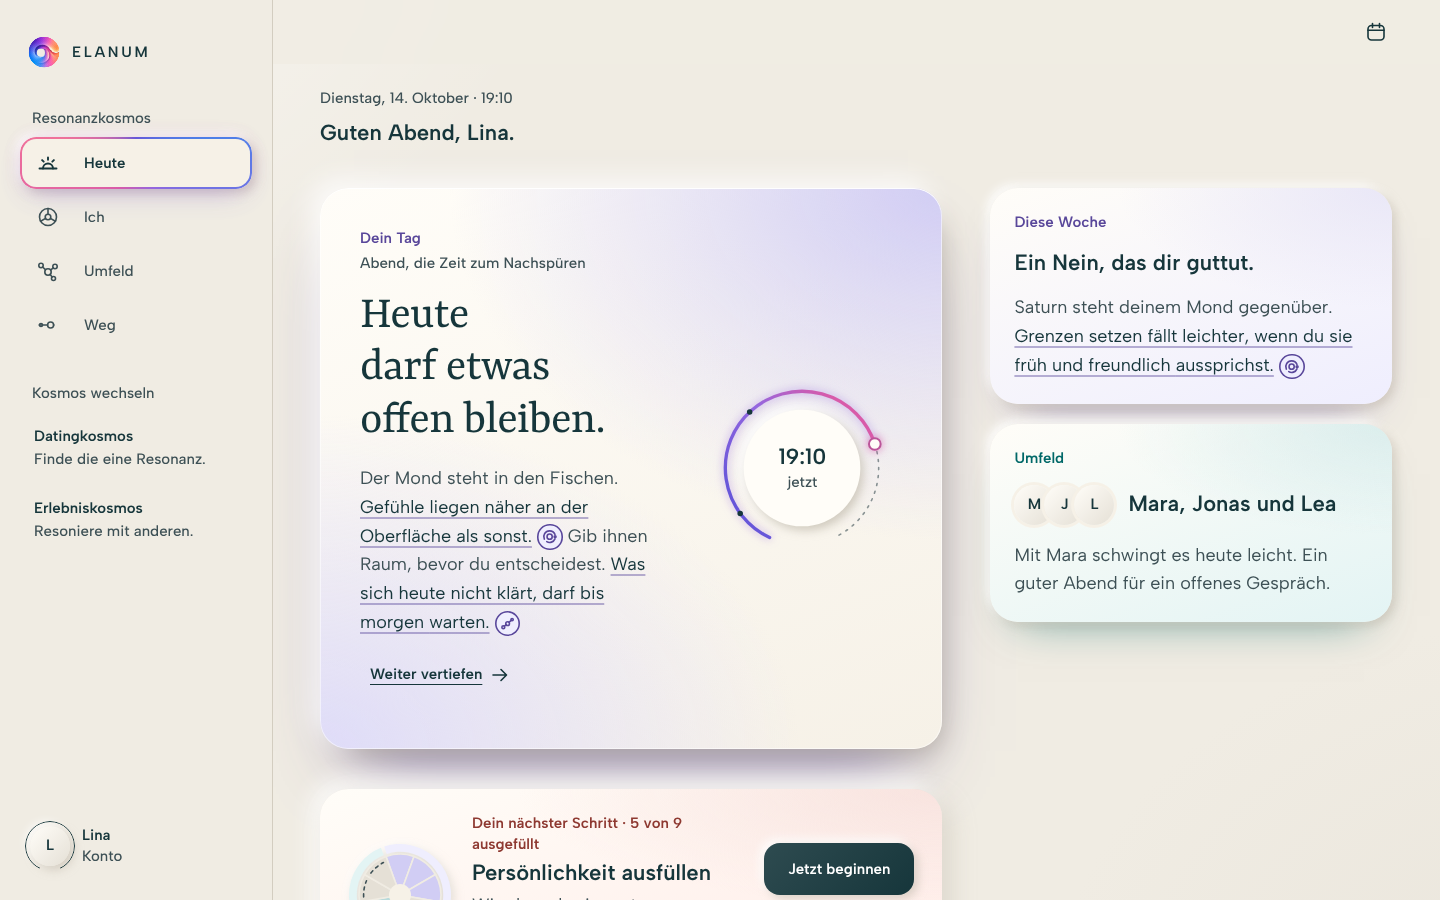 ELANUM
Resonanzkosmos
Heute
Ich
Umfeld
Weg
Kosmos wechseln
Datingkosmos
Finde die eine Resonanz.
Erlebniskosmos
Resoniere mit anderen.
L
Lina
Konto
Dienstag, 14. Oktober · 19:10
Guten Abend, Lina.
Dein Tag
Abend, die Zeit zum Nachspüren
Heute
darf etwas
offen bleiben.
Der Mond steht in den Fischen.
Gefühle liegen näher an der
Oberfläche als sonst. Gib ihnen
Raum, bevor du entscheidest. Was
sich heute nicht klärt, darf bis
morgen warten.
Weiter vertiefen
19:10
jetzt
Dein nächster Schritt · 5 von 9
ausgefüllt
Persönlichkeit ausfüllen
Jetzt beginnen
Diese Woche
Ein Nein, das dir guttut.
Saturn steht deinem Mond gegenüber.
Grenzen setzen fällt leichter, wenn du sie
früh und freundlich aussprichst.
Umfeld
M J L Mara, Jonas und Lea
Mit Mara schwingt es heute leicht. Ein
guter Abend für ein offenes Gespräch.